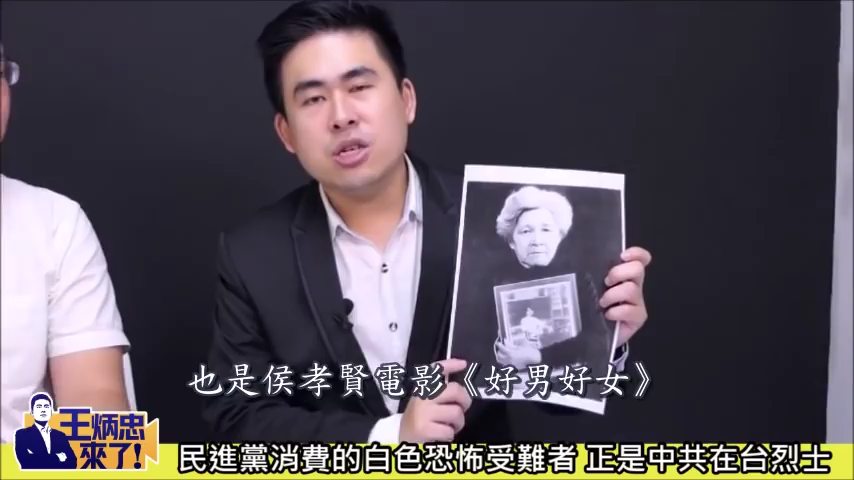 也是侯孝賢電影《好男好女》
王炳忠
來了!
民進黨消費的白色恐怖受難者 正是中共在台烈士